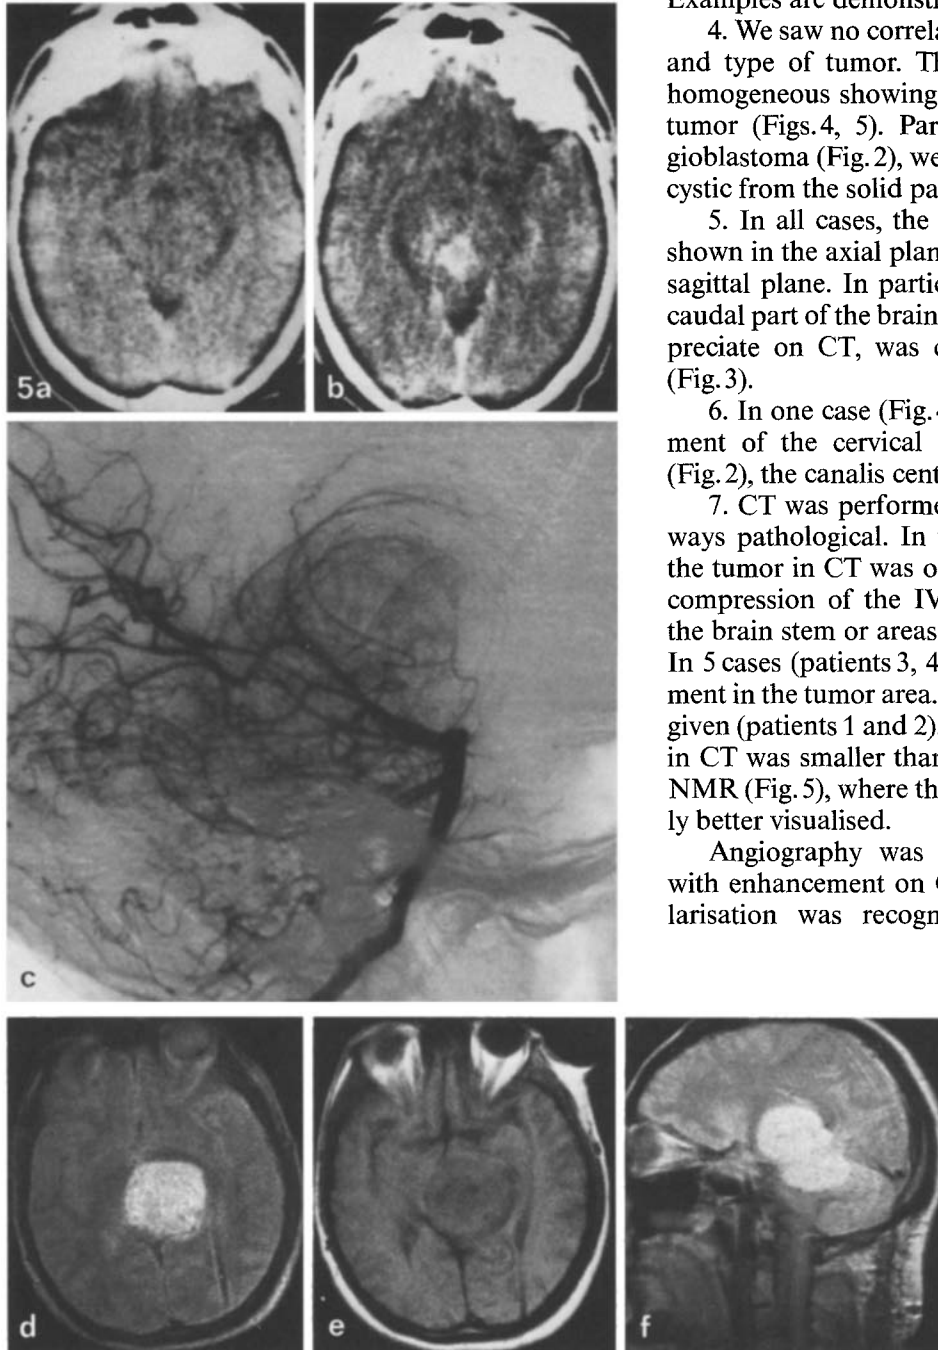 Examples are demonstr
4. We saw no correla
and type of tumor. Th
homogeneous showing
tumor (Figs. 4, 5). Par
gioblastoma (Fig. 2), we
cystic from the solid pa
5. In all cases, the
shown in the axial plan
sagittal plane. In partic
caudal part of the brain
preciate on CT, was c
(Fig. 3).
6. In one case (Fig. 4
ment of the cervical
(Fig. 2), the canalis cent
7. CT was performe
ways pathological. In
the tumor in CT was o
compression of the IV
the brain stem or areas
In 5 cases (patients 3, 4
ment in the tumor area.
given (patients 1 and 2)
in CT was smaller than
NMR (Fig. 5), where th
ly better visualised.
Angiography was
with enhancement on C
larisation was recogn
5a
b
c
d
e
f